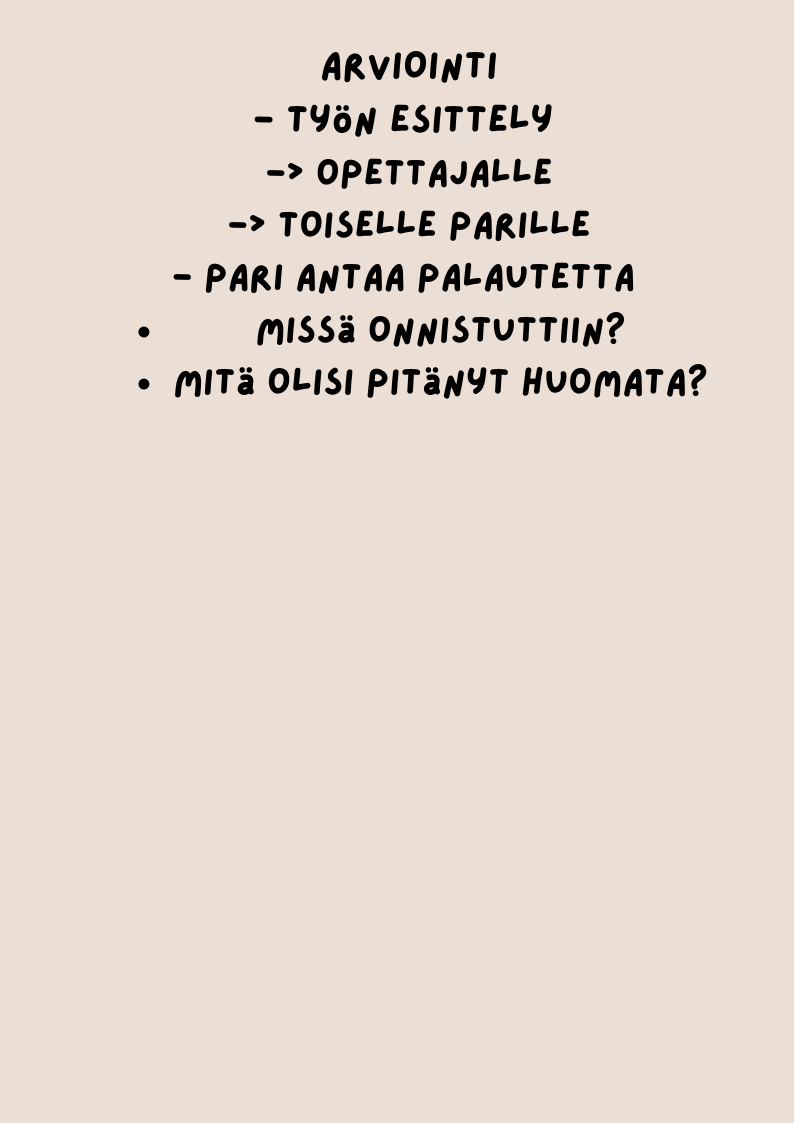 ARVIOINTI
- TYÖN ESITTELY
-> OPETTAJALLE
-> TOISELLE PARILLE
- PARI ANTAA PALAUTETTA
• MISSÄ ONNISTUTTIIN?
• MITÄ OLISI PITÄNYT HUOMATA?